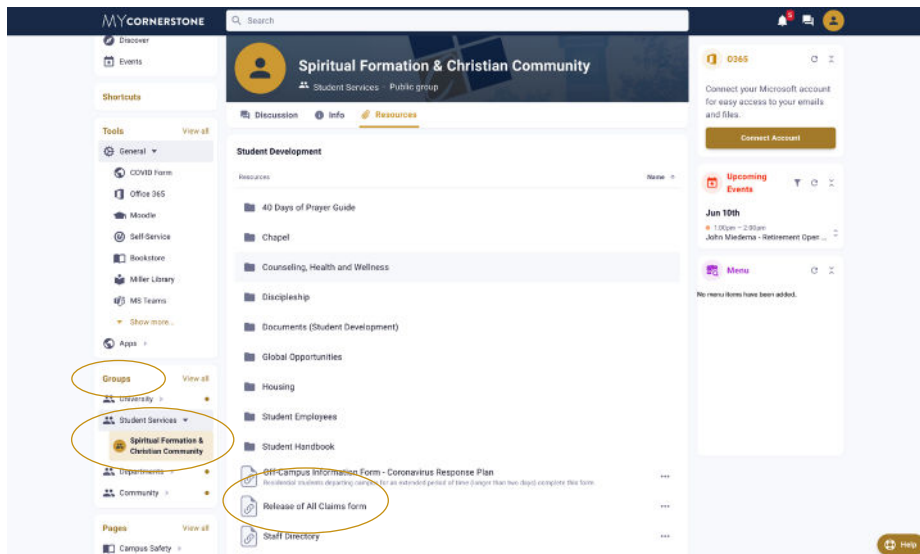 MYCORNERSTONE
Search
5
Discover
Events
Shortcuts
Tools View all
General
COVID Form
Office 365
Moodle
Self-Service
Bookstore
Miller Library
MS Teams
Show more...
Apps
Groups View all
University
Student Services
Spiritual Formation &
Christian Community
Departments
Community
Pages View all
Campus Safety
Spiritual Formation & Christian Community
Student Services - Public group
Discussion Info Resources
Student Development
Resources Name
40 Days of Prayer Guide
Chapel
Counseling, Health and Wellness
Discipleship
Documents (Student Development)
Global Opportunities
Housing
Student Employees
Student Handbook
Off-Campus Information Form - Coronavirus Response Plan
Residential students departing campus for an extended period of time (longer than two days) complete this form.
Release of All Claims form
Staff Directory
O365
Connect your Microsoft account
for easy access to your emails
and files.
Connect Account
Upcoming
Events
Jun 10th
1:00pm - 2:00pm
John Miedema - Retirement Open ...
Menu
No menu items have been added.
Help